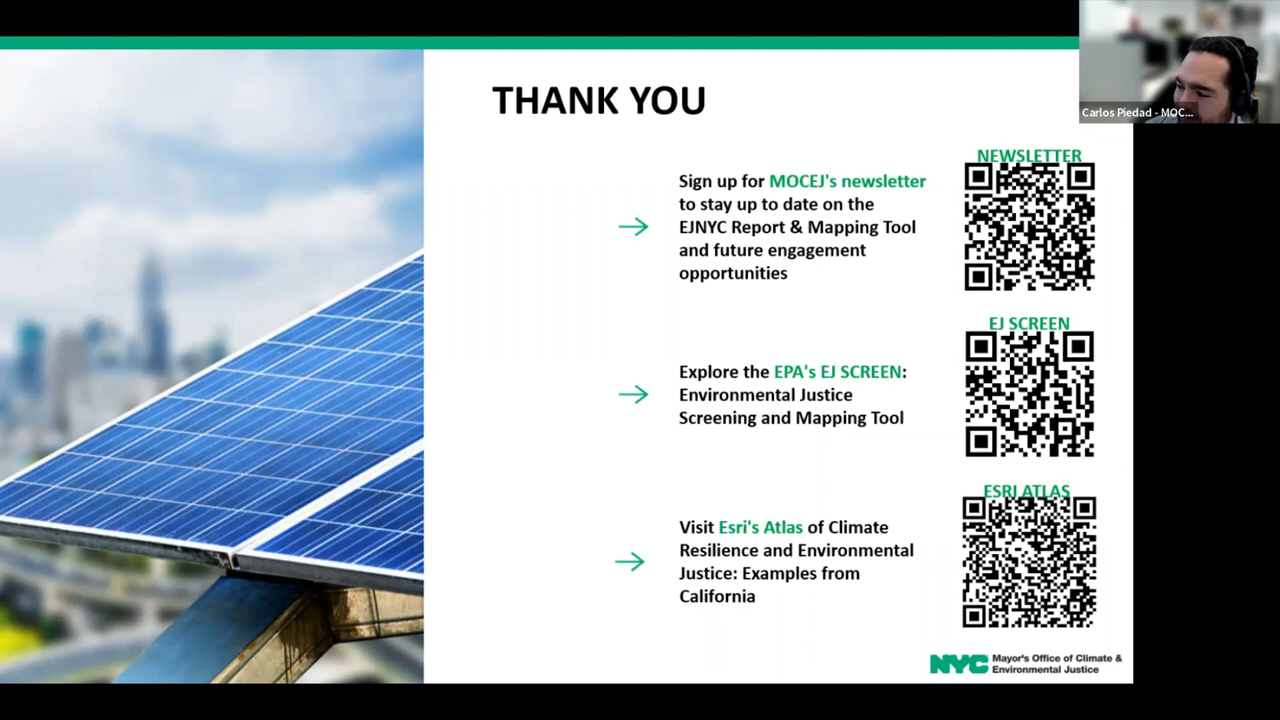 THANK YOU
Carlos Piedad - MOC...
NEWSLETTER
Sign up for MOCEJ's newsletter
to stay up to date on the
EJNYC Report & Mapping Tool
and future engagement
opportunities
EJ SCREEN
Explore the EPA's EJ SCREEN:
Environmental Justice
Screening and Mapping Tool
ESRI ATLAS
Visit Esri's Atlas of Climate
Resilience and Environmental
Justice: Examples from
California
NYC Mayor's Office of Climate &
Environmental Justice